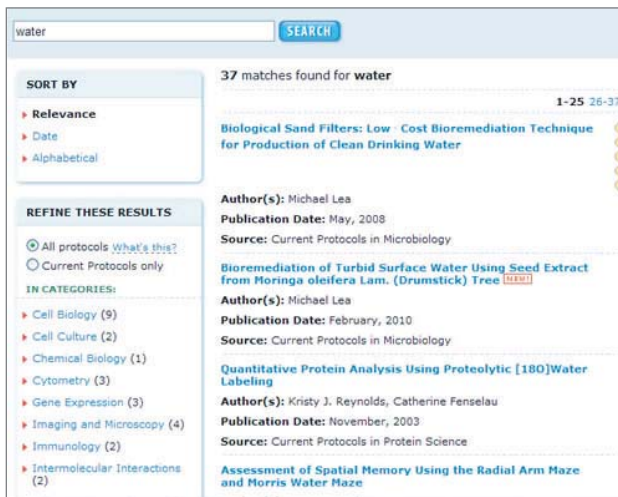 water SEARCH
SORT BY
Relevance
Date
Alphabetical
REFINE THESE RESULTS
All protocols What's this?
Current Protocols only
IN CATEGORIES:
Cell Biology (9)
Cell Culture (2)
Chemical Biology (1)
Cytometry (3)
Gene Expression (3)
Imaging and Microscopy (4)
Immunology (2)
Intermolecular Interactions
(2)
37 matches found for water
1-25 26-37
Biological Sand Filters: Low - Cost Bioremediation Technique
for Production of Clean Drinking Water
Author(s): Michael Lea
Publication Date: May, 2008
Source: Current Protocols in Microbiology
Bioremediation of Turbid Surface Water Using Seed Extract
from Moringa oleifera Lam. (Drumstick) Tree NEW!
Author(s): Michael Lea
Publication Date: February, 2010
Source: Current Protocols in Microbiology
Quantitative Protein Analysis Using Proteolytic [18O]Water
Labeling
Author(s): Kristy J. Reynolds, Catherine Fenselau
Publication Date: November, 2003
Source: Current Protocols in Protein Science
Assessment of Spatial Memory Using the Radial Arm Maze
and Morris Water Maze